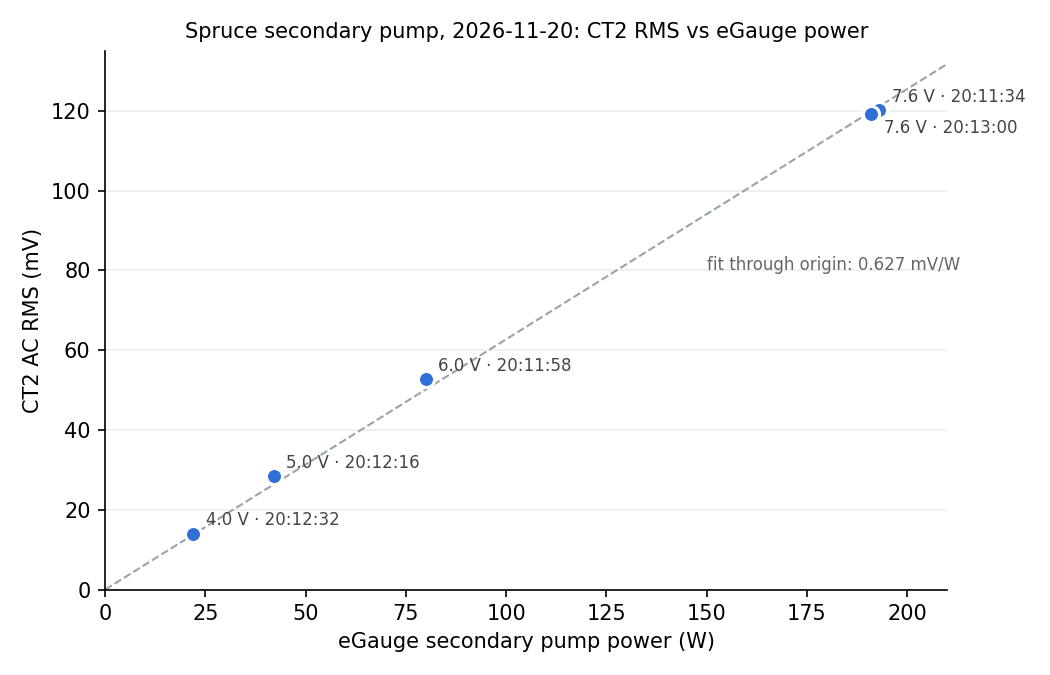 Spruce secondary pump, 2026-11-20: CT2 RMS vs eGauge power
CT2 AC RMS (mV)
120
100
80
60
40
20
0
7.6 V · 20:11:34
7.6 V · 20:13:00
fit through origin: 0.627 mV/W
6.0 V · 20:11:58
5.0 V · 20:12:16
4.0 V · 20:12:32
0 25 50 75 100 125 150 175 200
eGauge secondary pump power (W)